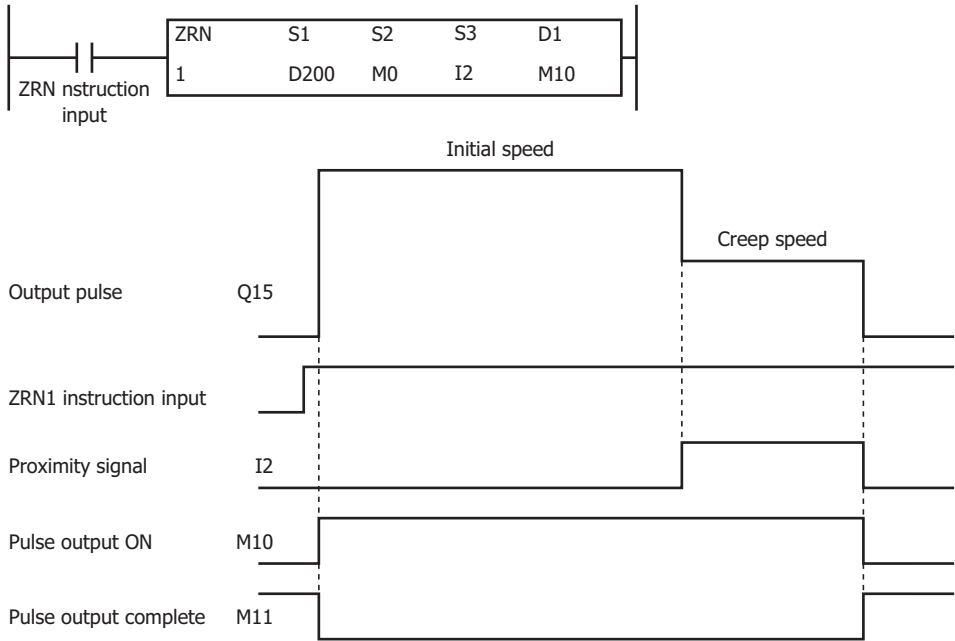 ZRN S1 S2 S3 D1
1 D200 M0 I2 M10
ZRN nstruction
input
Initial speed
Creep speed
Output pulse Q15
ZRN1 instruction input
Proximity signal I2
Pulse output ON M10
Pulse output complete M11